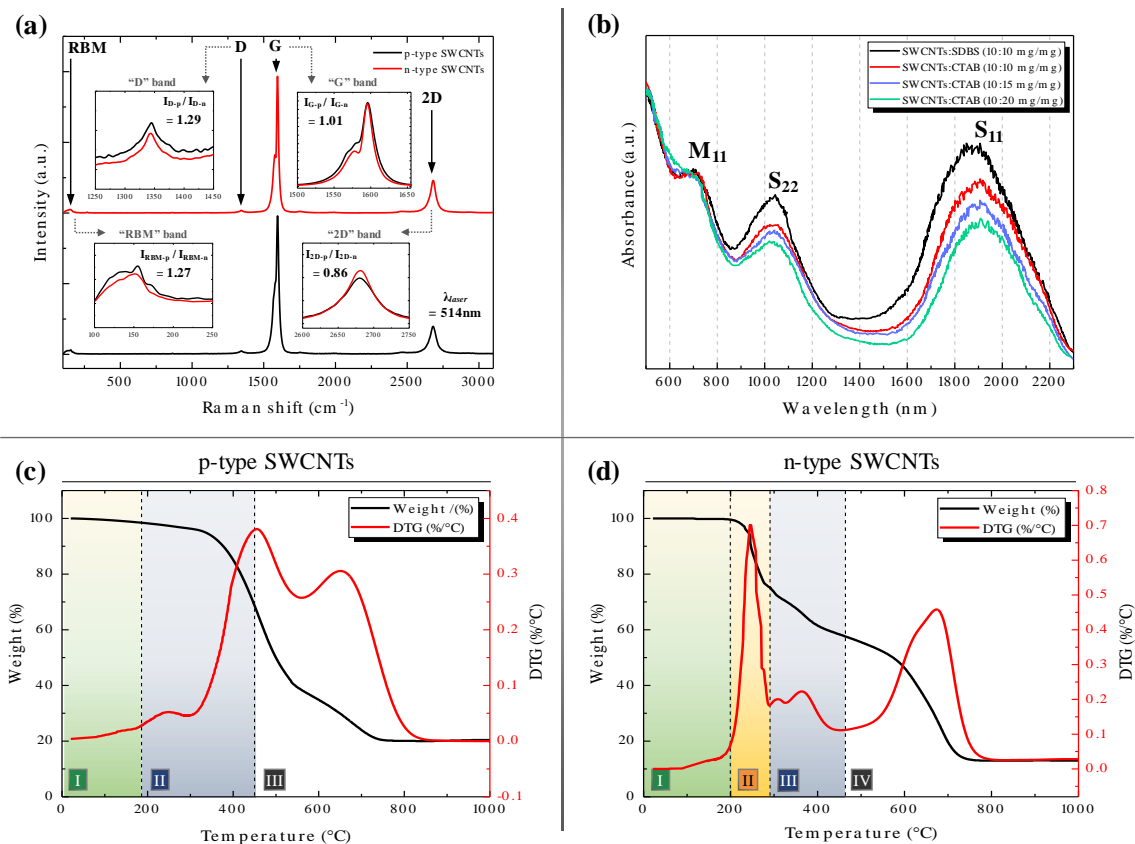 (a)
RBM
D
G
2D
p-type SWCNTs
n-type SWCNTs
“D” band
I_D-p / I_D-n
= 1.29
1250 1300 1350 1400 1450
“G” band
I_G-p / I_G-n
= 1.01
1500 1550 1600 1650
“RBM” band
I_RBM-p / I_RBM-n
= 1.27
100 150 200 250
“2D” band
I_2D-p / I_2D-n
= 0.86
2600 2650 2700 2750
λ_laser
= 514nm
Intensity (a.u.)
500 1000 1500 2000 2500 3000
Raman shift (cm⁻¹)
(b)
SWCNTs:SDBS (10:10 mg/mg)
SWCNTs:CTAB (10:10 mg/mg)
SWCNTs:CTAB (10:15 mg/mg)
SWCNTs:CTAB (10:20 mg/mg)
M₁₁
S₂₂
S₁₁
Absorbance (a.u.)
600 800 1000 1200 1400 1600 1800 2000 2200
Wavelength (nm)
(c)
p-type SWCNTs
Weight /(%)
DTG (%/°C)
100
80
60
40
20
0
Weight (%)
0.4
0.3
0.2
0.1
0.0
-0.1
DTG (%/°C)
I
II
III
0 200 400 600 800 1000
Temperature (°C)
(d)
n-type SWCNTs
Weight (%)
DTG (%/°C)
100
80
60
40
20
0
Weight (%)
0.8
0.7
0.6
0.5
0.4
0.3
0.2
0.1
0.0
DTG (%/°C)
I
II
III
IV
0 200 400 600 800 1000
Temperature (°C)